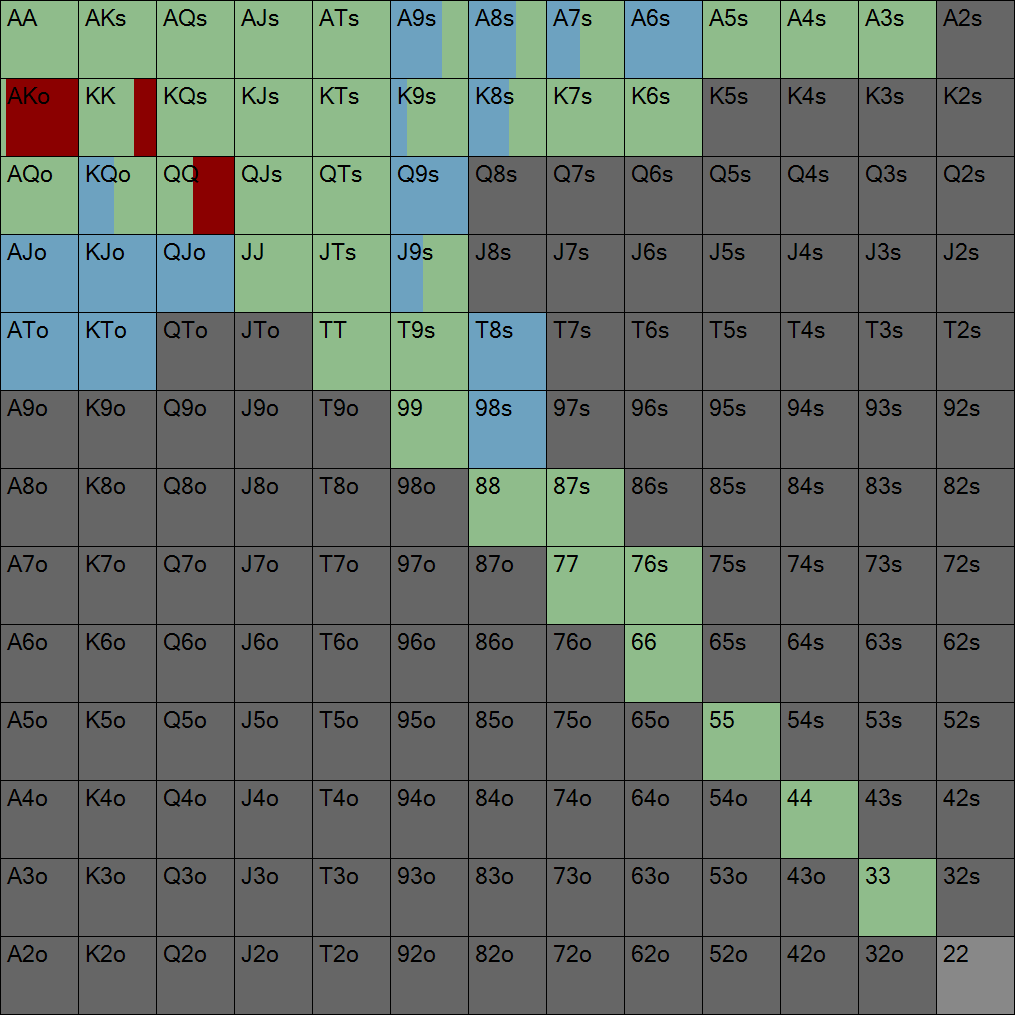 AA AKs AQs AJs ATs A9s A8s A7s A6s A5s A4s A3s A2s
AKo KK KQs KJs KTs K9s K8s K7s K6s K5s K4s K3s K2s
AQo KQo QQ QJs QTs Q9s Q8s Q7s Q6s Q5s Q4s Q3s Q2s
AJo KJo QJo JJ JTs J9s J8s J7s J6s J5s J4s J3s J2s
ATo KTo QTo JTo TT T9s T8s T7s T6s T5s T4s T3s T2s
A9o K9o Q9o J9o T9o 99 98s 97s 96s 95s 94s 93s 92s
A8o K8o Q8o J8o T8o 98o 88 87s 86s 85s 84s 83s 82s
A7o K7o Q7o J7o T7o 97o 87o 77 76s 75s 74s 73s 72s
A6o K6o Q6o J6o T6o 96o 86o 76o 66 65s 64s 63s 62s
A5o K5o Q5o J5o T5o 95o 85o 75o 65o 55 54s 53s 52s
A4o K4o Q4o J4o T4o 94o 84o 74o 64o 54o 44 43s 42s
A3o K3o Q3o J3o T3o 93o 83o 73o 63o 53o 43o 33 32s
A2o K2o Q2o J2o T2o 92o 82o 72o 62o 52o 42o 32o 22